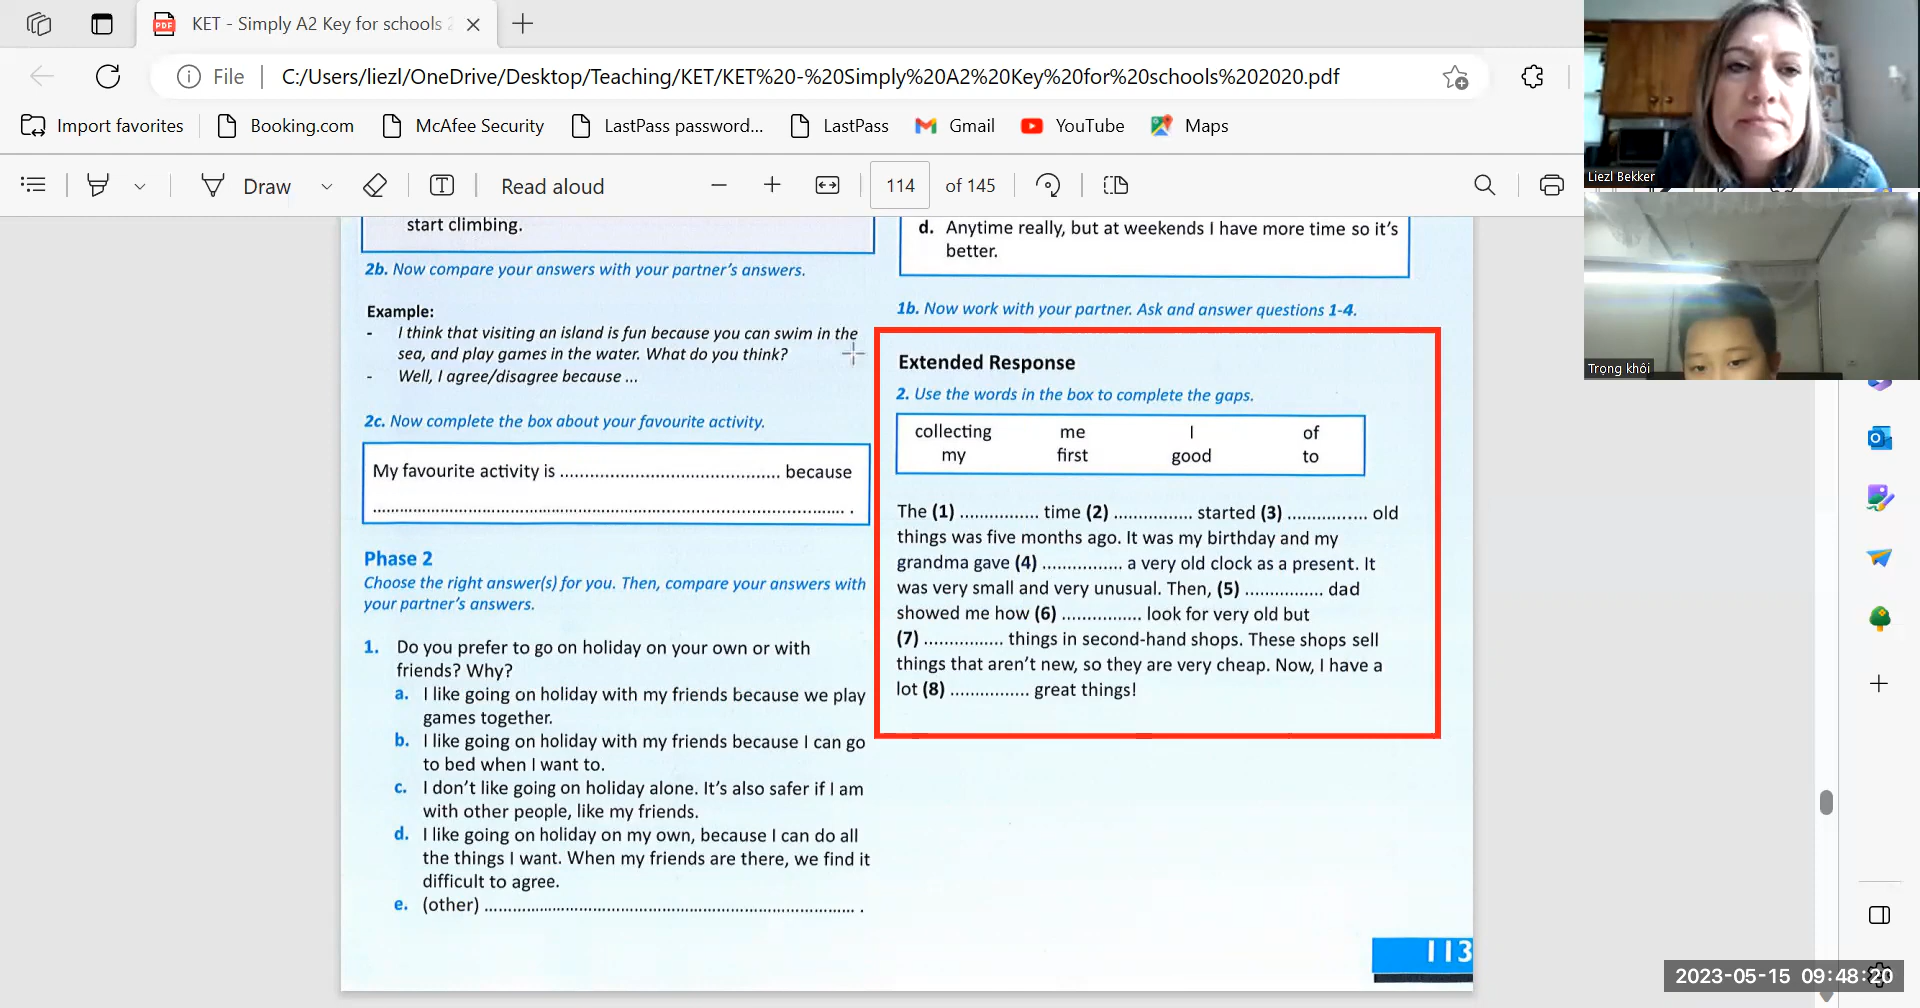 KET - Simply A2 Key for schools 2
File
C:/Users/liezl/OneDrive/Desktop/Teaching/KET/KET%20-%20Simply%20A2%20Key%20for%20schools%202020.pdf
Import favorites
Booking.com
McAfee Security
LastPass password...
LastPass
Gmail
YouTube
Maps
Draw
Read aloud
114
of 145
Liezl Bekker
Trọng khôi
start climbing.
2b. Now compare your answers with your partner's answers.
Example:
- I think that visiting an island is fun because you can swim in the
sea, and play games in the water. What do you think?
- Well, I agree/disagree because ...
2c. Now complete the box about your favourite activity.
My favourite activity is ........................................ because
................................................................................ .
Phase 2
Choose the right answer(s) for you. Then, compare your answers with
your partner's answers.
1. Do you prefer to go on holiday on your own or with
friends? Why?
a. I like going on holiday with my friends because we play
games together.
b. I like going on holiday with my friends because I can go
to bed when I want to.
c. I don't like going on holiday alone. It's also safer if I am
with other people, like my friends.
d. I like going on holiday on my own, because I can do all
the things I want. When my friends are there, we find it
difficult to agree.
e. (other) ................................................................ .
d. Anytime really, but at weekends I have more time so it's
better.
1b. Now work with your partner. Ask and answer questions 1-4.
Extended Response
2. Use the words in the box to complete the gaps.
collecting me I of
my first good to
The (1) ................ time (2) ................ started (3) ................ old
things was five months ago. It was my birthday and my
grandma gave (4) ................ a very old clock as a present. It
was very small and very unusual. Then, (5) ................ dad
showed me how (6) ................ look for very old but
(7) ................ things in second-hand shops. These shops sell
things that aren't new, so they are very cheap. Now, I have a
lot (8) ................ great things!
113
2023-05-15 09:48:20